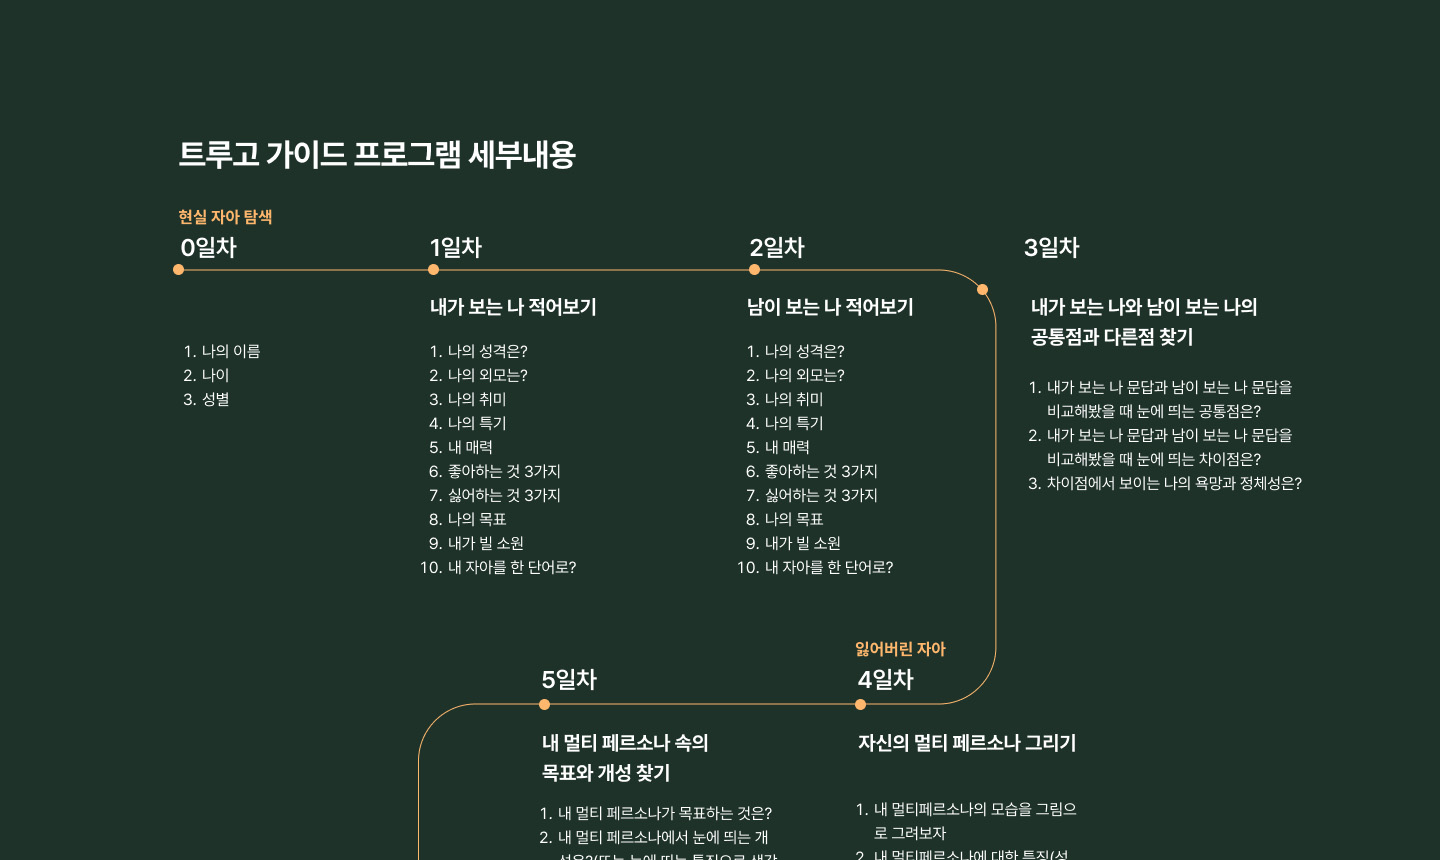 트루고 가이드 프로그램 세부내용
현실 자아 탐색
0일차
1. 나의 이름
2. 나이
3. 성별
1일차
내가 보는 나 적어보기
1. 나의 성격은?
2. 나의 외모는?
3. 나의 취미
4. 나의 특기
5. 내 매력
6. 좋아하는 것 3가지
7. 싫어하는 것 3가지
8. 나의 목표
9. 내가 빌 소원
10. 내 자아를 한 단어로?
2일차
남이 보는 나 적어보기
1. 나의 성격은?
2. 나의 외모는?
3. 나의 취미
4. 나의 특기
5. 내 매력
6. 좋아하는 것 3가지
7. 싫어하는 것 3가지
8. 나의 목표
9. 내가 빌 소원
10. 내 자아를 한 단어로?
3일차
내가 보는 나와 남이 보는 나의
공통점과 다른점 찾기
1. 내가 보는 나 문답과 남이 보는 나 문답을
비교해봤을 때 눈에 띄는 공통점은?
2. 내가 보는 나 문답과 남이 보는 나 문답을
비교해봤을 때 눈에 띄는 차이점은?
3. 차이점에서 보이는 나의 욕망과 정체성은?
잃어버린 자아
4일차
자신의 멀티 페르소나 그리기
1. 내 멀티페르소나의 모습을 그림으
로 그려보자
2. 내 멀티페르소나에 대한 특징(성
5일차
내 멀티 페르소나 속의
목표와 개성 찾기
1. 내 멀티 페르소나가 목표하는 것은?
2. 내 멀티 페르소나에서 눈에 띄는 개